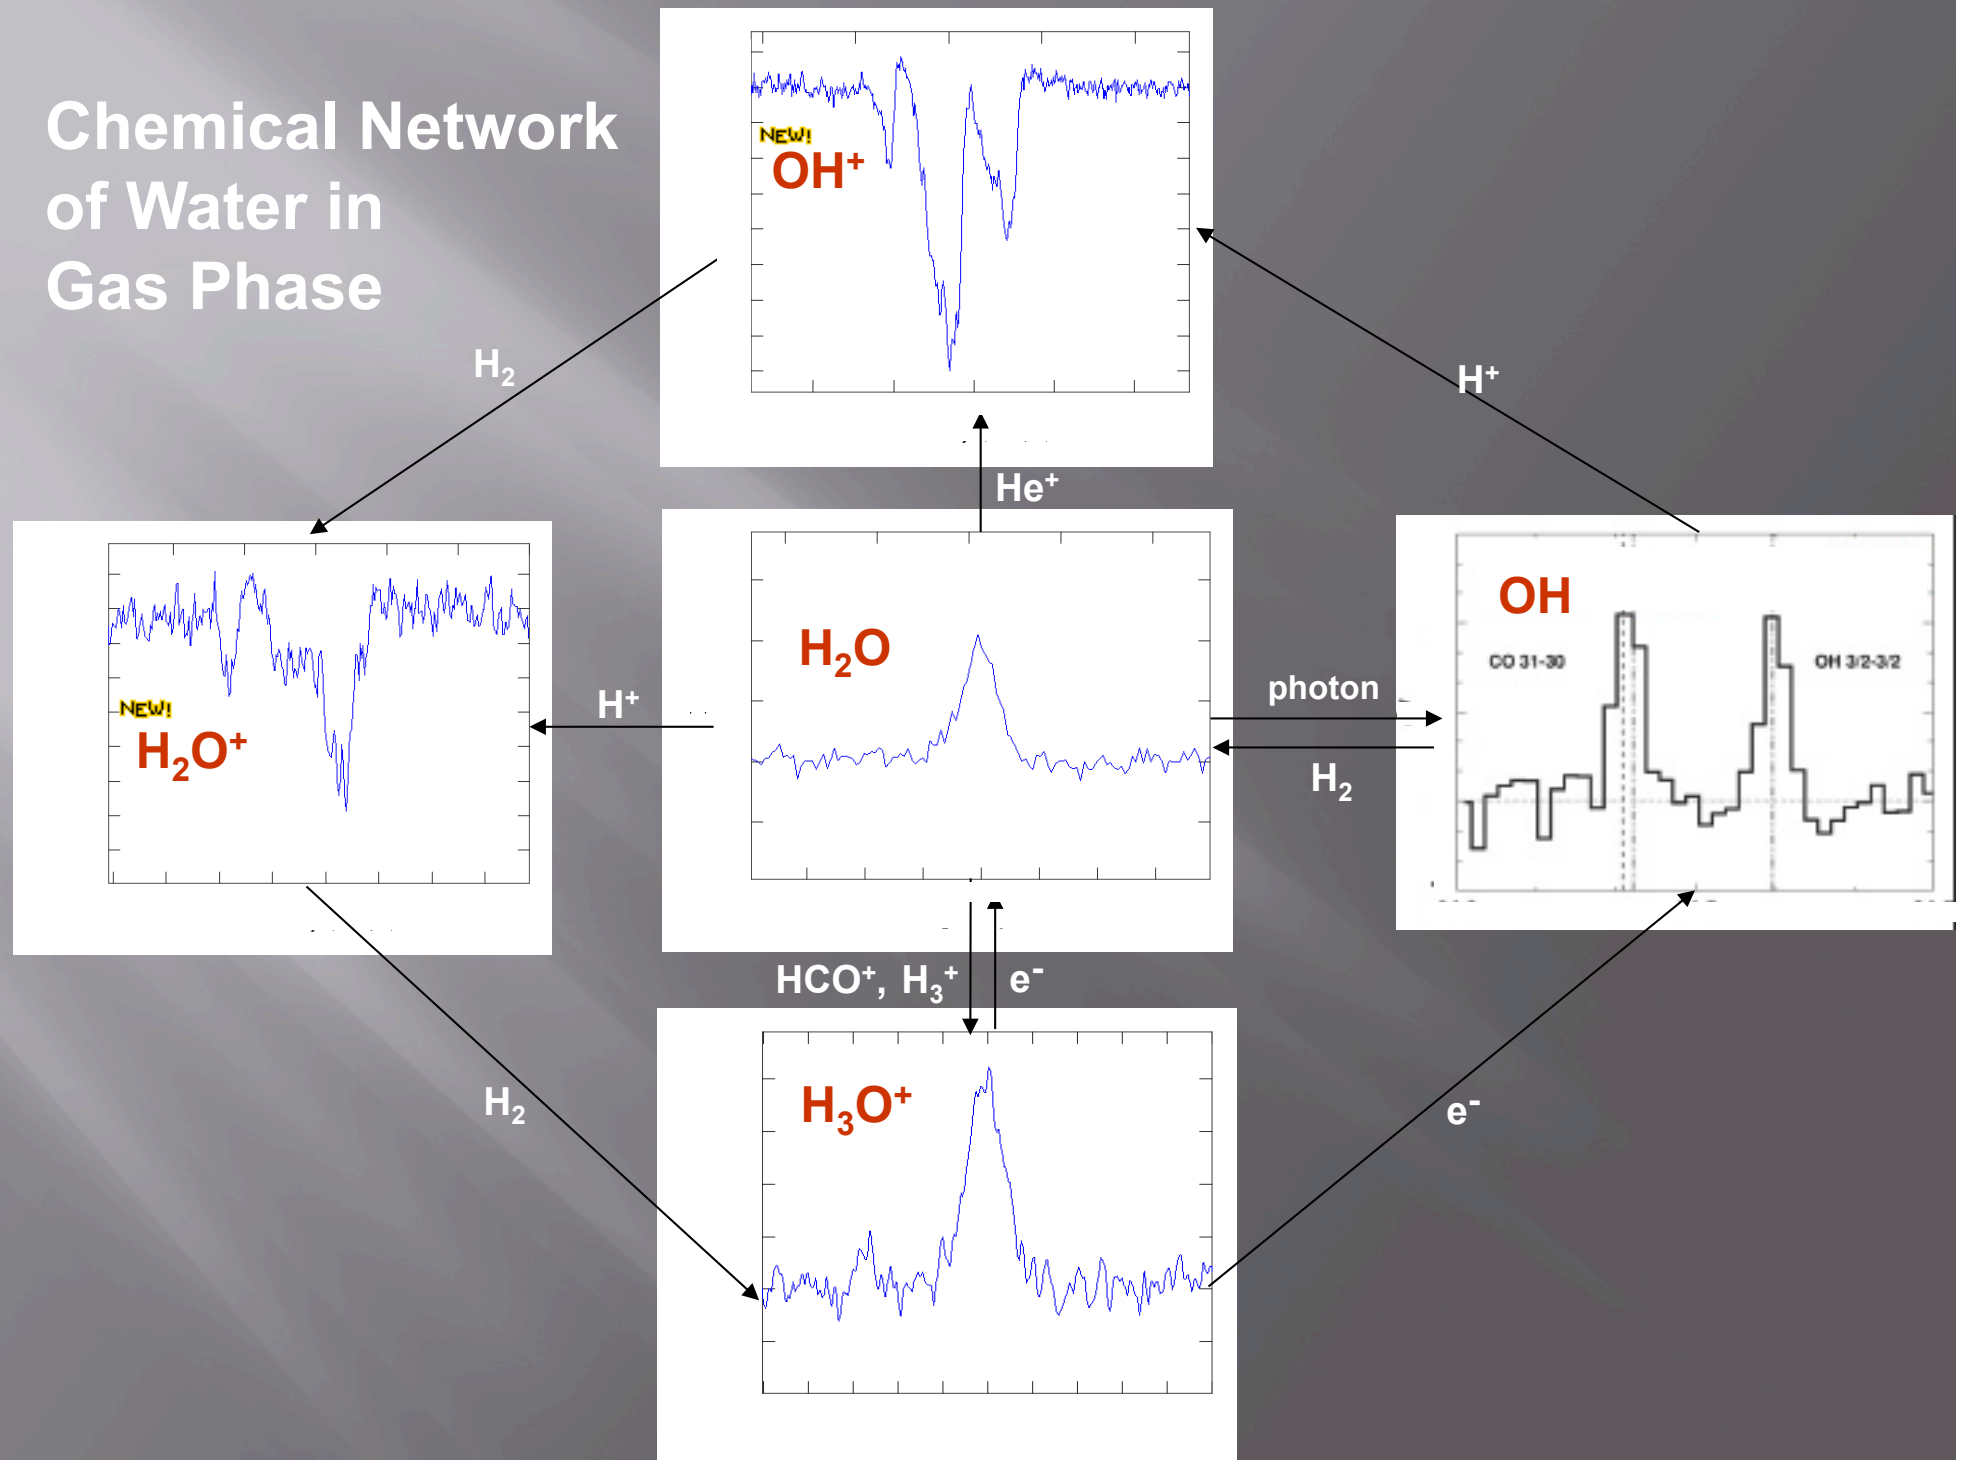 Chemical Network
of Water in
Gas Phase
NEW!
OH⁺
H₂
H⁺
He⁺
NEW!
H₂O⁺
H⁺
H₂O
photon
H₂
OH
CO 31-30
OH 3/2-3/2
HCO⁺, H₃⁺
e⁻
H₂
H₃O⁺
e⁻